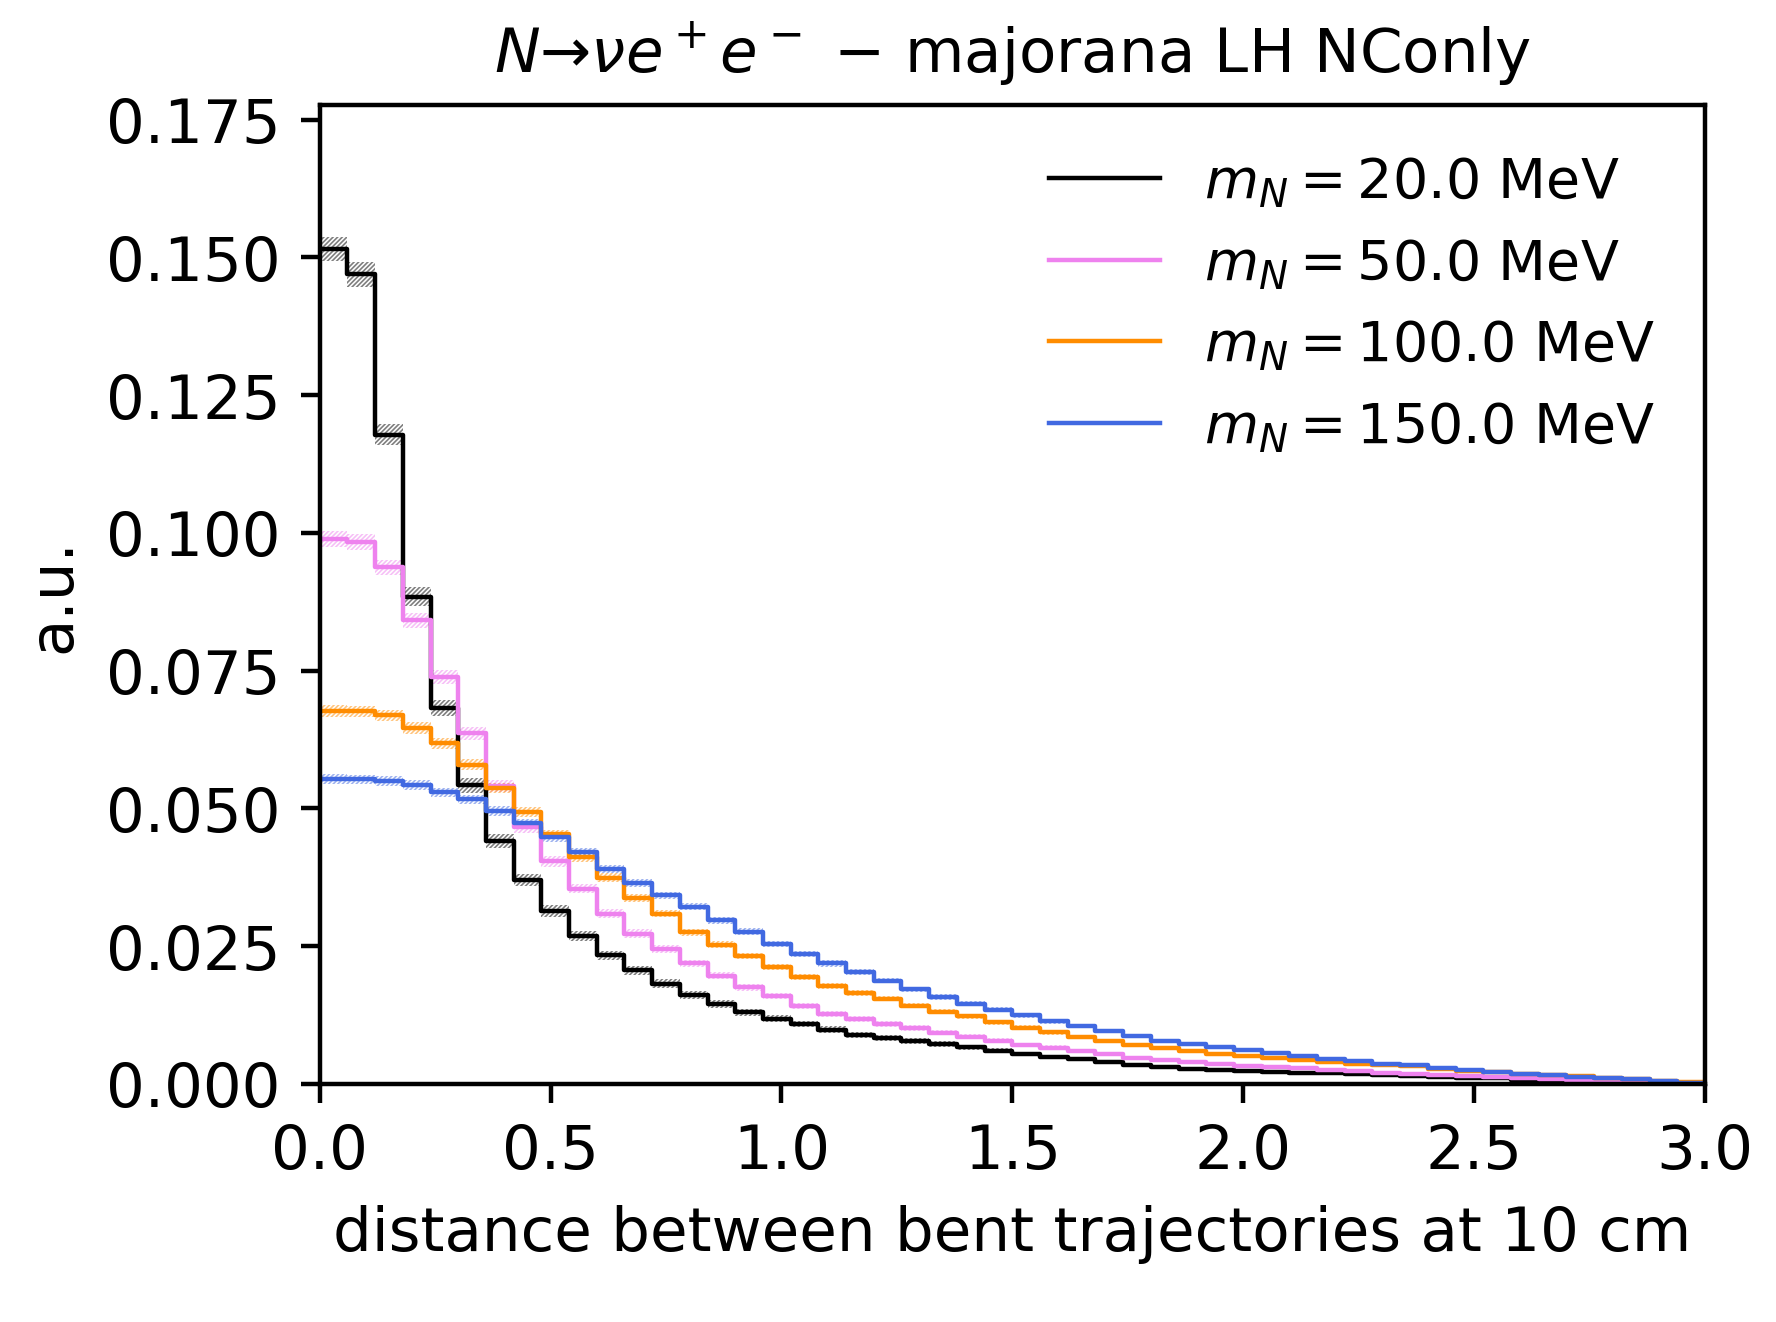 N→νe⁺e⁻ − majorana LH NConly
0.175
0.150
0.125
0.100
0.075
0.050
0.025
0.000
a.u.
m_N = 20.0 MeV
m_N = 50.0 MeV
m_N = 100.0 MeV
m_N = 150.0 MeV
0.0 0.5 1.0 1.5 2.0 2.5 3.0
distance between bent trajectories at 10 cm